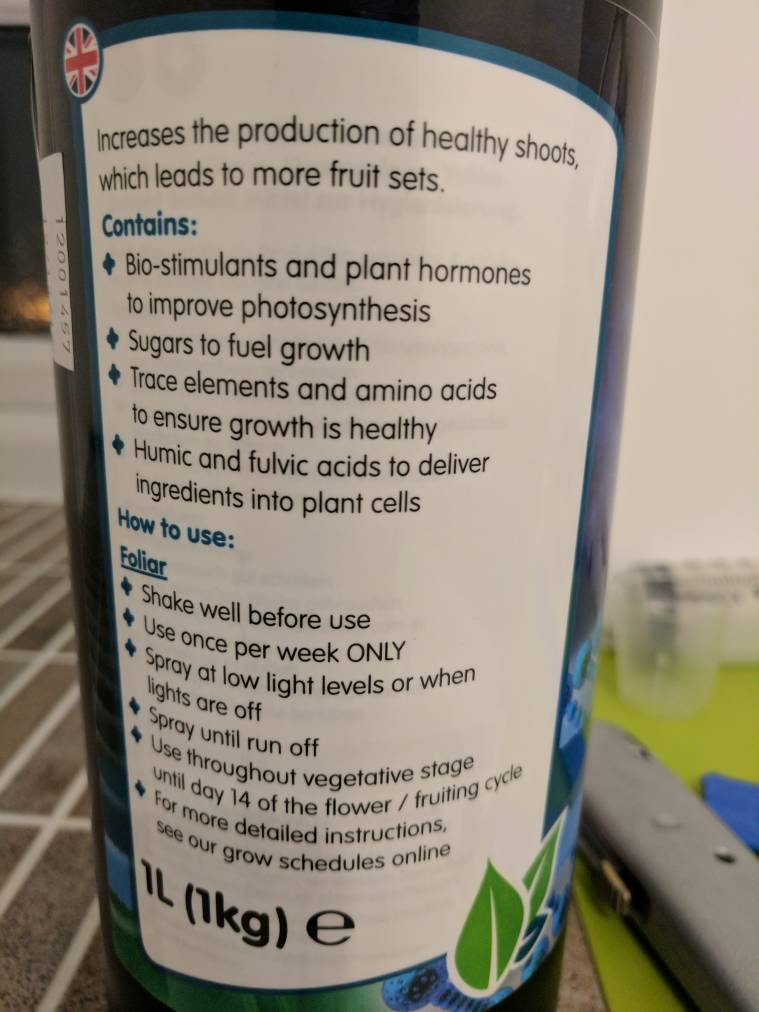 Increases the production of healthy shoots,
which leads to more fruit sets.
Contains:
Bio-stimulants and plant hormones
to improve photosynthesis
Sugars to fuel growth
Trace elements and amino acids
to ensure growth is healthy
Humic and fulvic acids to deliver
ingredients into plant cells
How to use:
Foliar
Shake well before use
Use once per week ONLY
Spray at low light levels or when
lights are off
Spray until run off
Use throughout vegetative stage
until day 14 of the flower / fruiting cycle
For more detailed instructions,
see our grow schedules online
1L (1kg) ℮
12001457